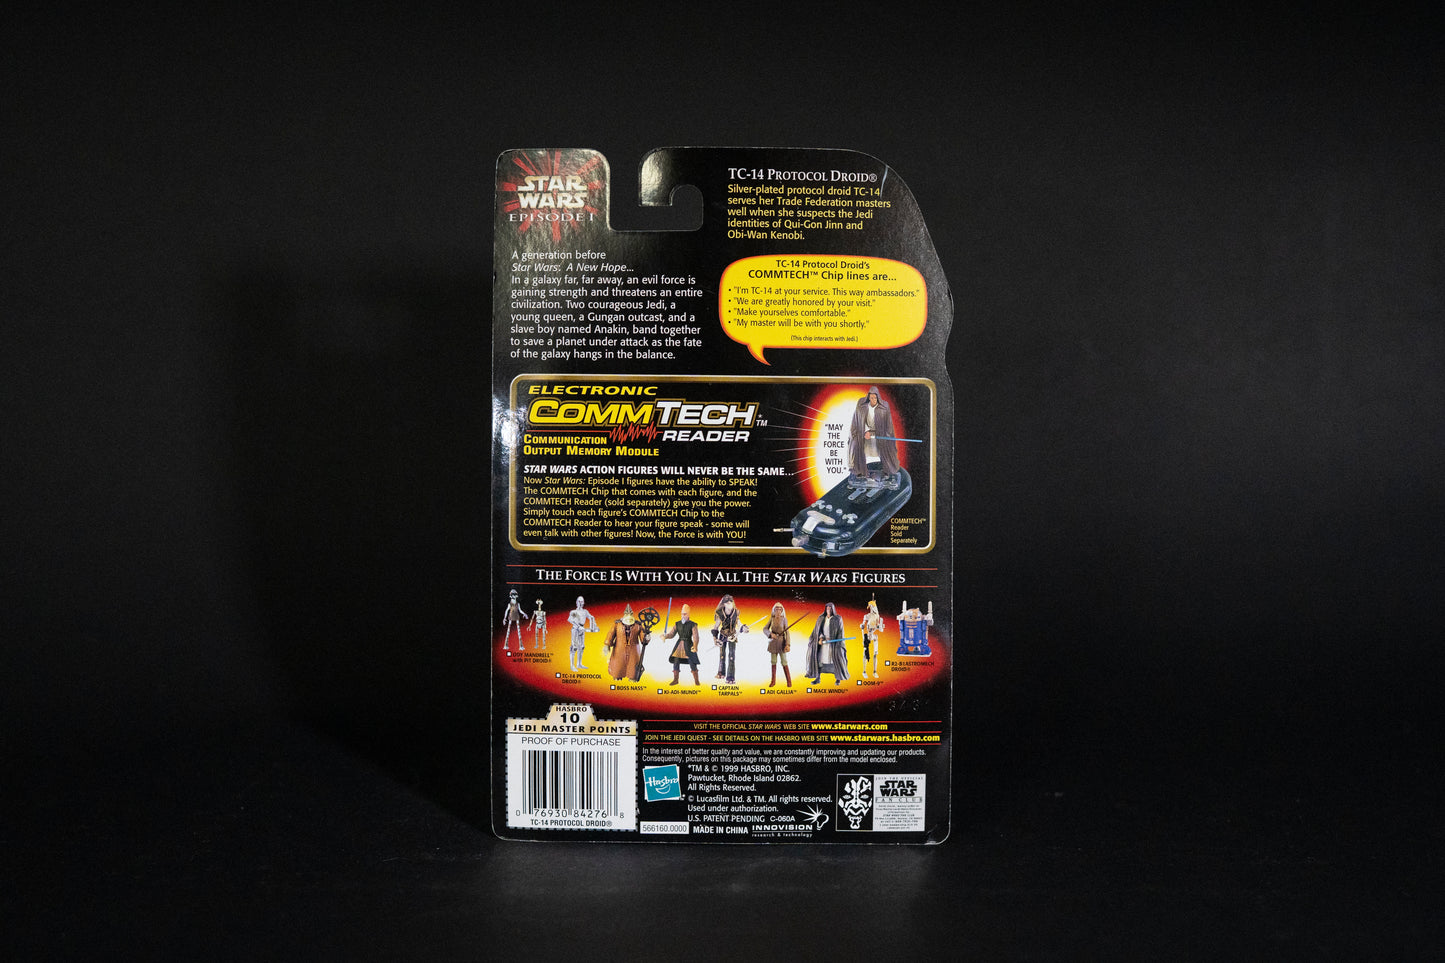 STAR
WARS
EPISODE I
TC-14 PROTOCOL DROID®
Silver-plated protocol droid TC-14
serves her Trade Federation masters
well when she suspects the Jedi
identities of Qui-Gon Jinn and
Obi-Wan Kenobi.
A generation before
Star Wars: A New Hope...
In a galaxy far, far away, an evil force is
gaining strength and threatens an entire
civilization. Two courageous Jedi, a
young queen, a Gungan outcast, and a
slave boy named Anakin, band together
to save a planet under attack as the fate
of the galaxy hangs in the balance.
TC-14 Protocol Droid's
COMMTECH™ Chip lines are...
• "I'm TC-14 at your service. This way ambassadors."
• "We are greatly honored by your visit."
• "Make yourselves comfortable."
• "My master will be with you shortly."
(This chip interacts with Jedi.)
ELECTRONIC
COMMTECH™
READER
COMMUNICATION
OUTPUT MEMORY MODULE
STAR WARS ACTION FIGURES WILL NEVER BE THE SAME...
Now Star Wars: Episode I figures have the ability to SPEAK!
The COMMTECH Chip that comes with each figure, and the
COMMTECH Reader (sold separately) give you the power.
Simply touch each figure's COMMTECH Chip to the
COMMTECH Reader to hear your figure speak - some will
even talk with other figures! Now, the Force is with YOU!
"MAY
THE
FORCE
BE
WITH
YOU."
COMMTECH™
Reader
Sold
Separately
THE FORCE IS WITH YOU IN ALL THE STAR WARS FIGURES
ODY MANDRELL™
with PIT DROID®
TC-14 PROTOCOL
DROID®
BOSS NASS™
KI-ADI-MUNDI™
CAPTAIN
TARPALS™
ADI GALLIA™
MACE WINDU™
OOM-9™
R2-B1 ASTROMECH
DROID®
HASBRO
10
JEDI MASTER POINTS
PROOF OF PURCHASE
0 76930 84276 8
TC-14 PROTOCOL DROID®
VISIT THE OFFICIAL STAR WARS WEB SITE www.starwars.com
JOIN THE JEDI QUEST - SEE DETAILS ON THE HASBRO WEB SITE www.starwars.hasbro.com
In the interest of better quality and value, we are constantly improving and updating our products.
Consequently, pictures on this package may sometimes differ from the model enclosed.
Hasbro
®*TM & © 1999 HASBRO, INC.
Pawtucket, Rhode Island 02862.
All Rights Reserved.
© Lucasfilm Ltd. & TM. All rights reserved.
Used under authorization.
U.S. PATENT PENDING C-060A
566160.0000
MADE IN CHINA
INNOVISION
research & technology
JOIN THE OFFICIAL
STAR
WARS
FAN CLUB